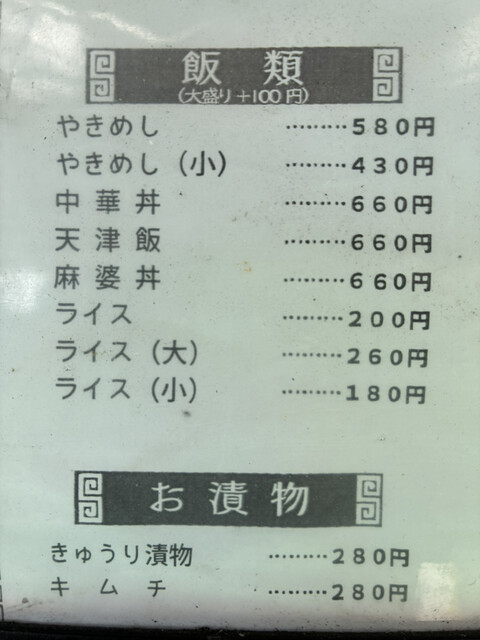 飯類
(大盛り+100円)
やきめし ………580円
やきめし(小) ………430円
中華丼 ………660円
天津飯 ………660円
麻婆丼 ………660円
ライス ………200円
ライス(大) ………260円
ライス(小) ………180円
お漬物
きゅうり漬物 ………280円
キムチ ………280円